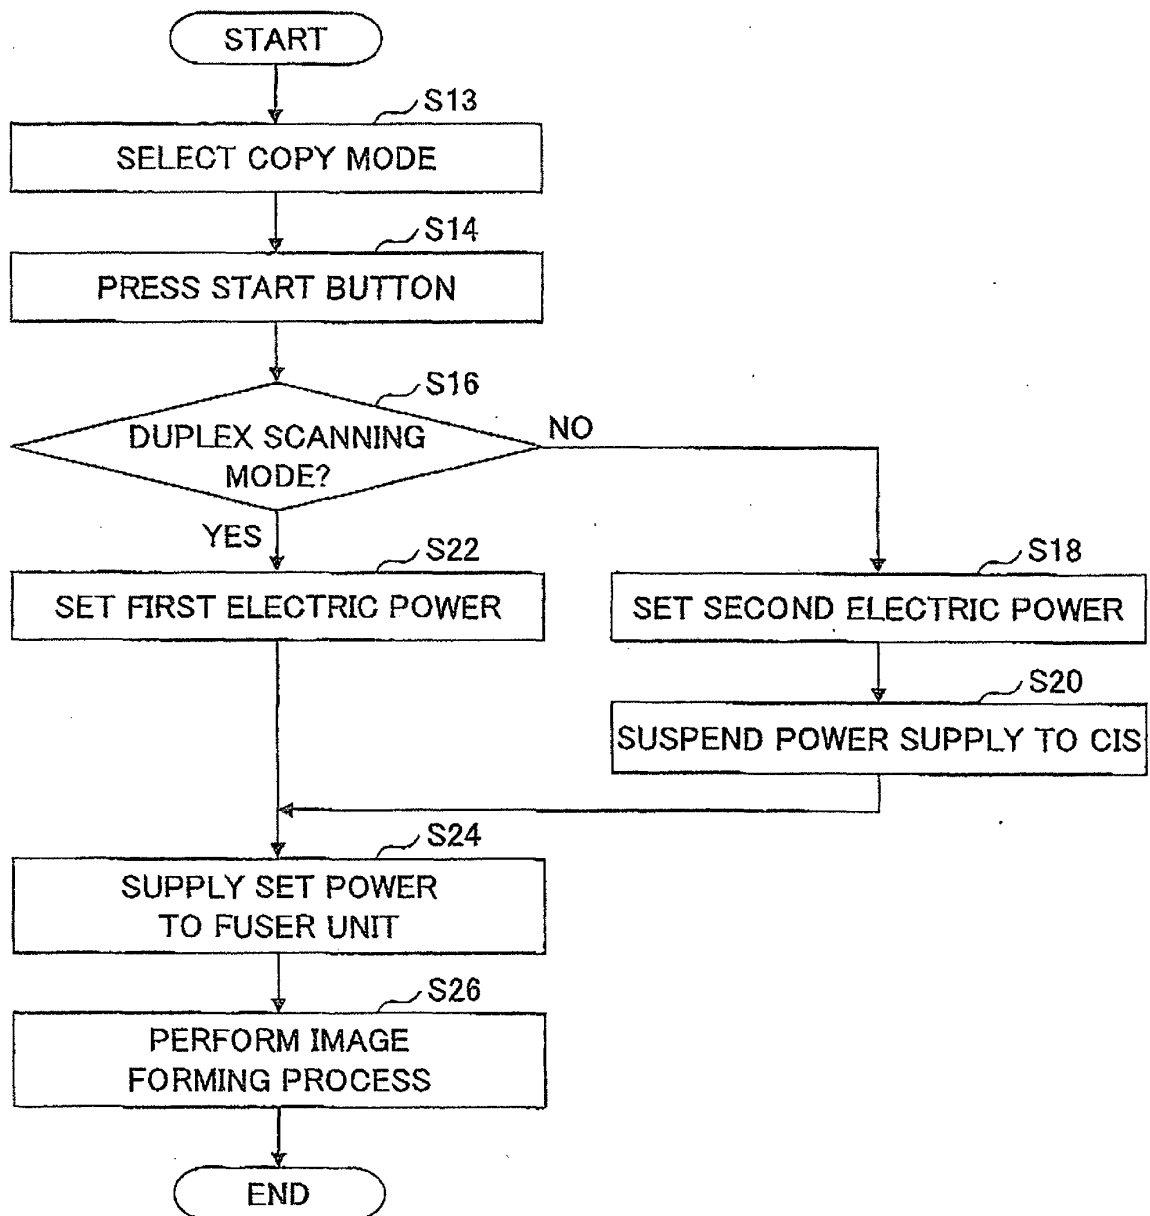 START
S13
SELECT COPY MODE
S14
PRESS START BUTTON
S16
DUPLEX SCANNING
MODE?
NO
YES
S22
SET FIRST ELECTRIC POWER
S18
SET SECOND ELECTRIC POWER
S20
SUSPEND POWER SUPPLY TO CIS
S24
SUPPLY SET POWER
TO FUSER UNIT
S26
PERFORM IMAGE
FORMING PROCESS
END